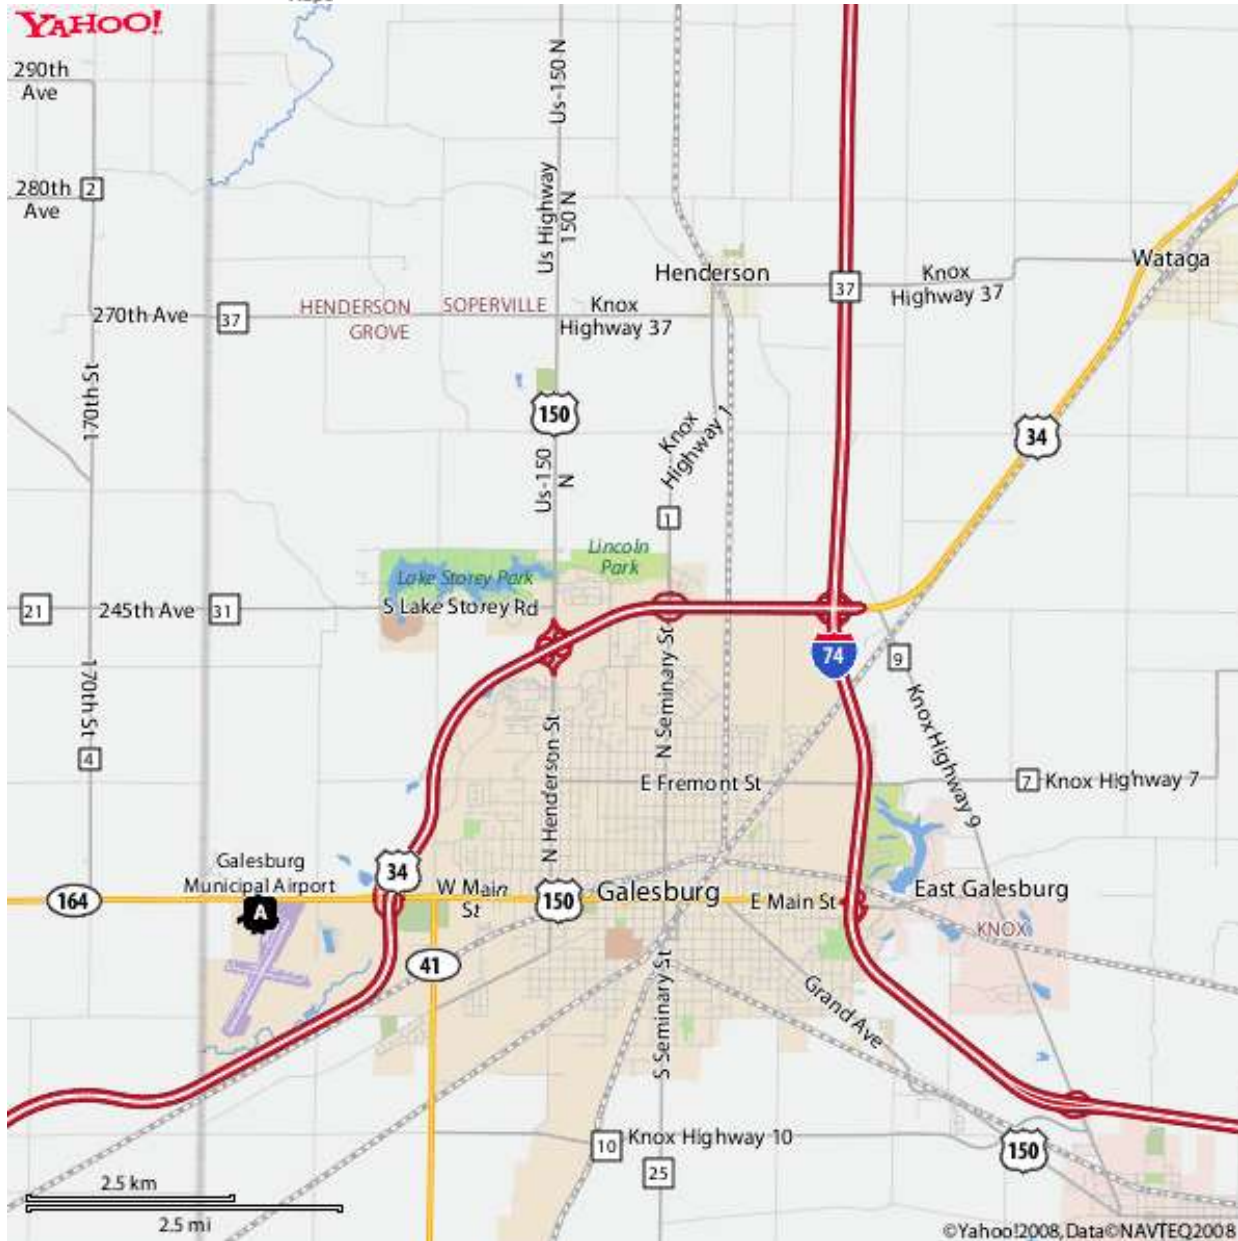 YAHOO!
290th
Ave
Us-150 N
280th
Ave
2
Us Highway
150 N
Henderson
Knox
Highway 37
Wataga
37
270th Ave
37
HENDERSON
GROVE
SOPERVILLE
Knox
Highway 37
170th St
150
34
Knox
Highway 1
Us-150
N
1
Lincoln
Park
Lake Storey Park
21
245th Ave
31
S Lake Storey Rd
74
9
170th St
N Seminary St
Knox Highway 9
N Henderson St
4
E Fremont St
7
Knox Highway 7
Galesburg
Municipal Airport
34
164
A
W Main
St
150
Galesburg
E Main St
East Galesburg
KNOX
41
S Seminary St
Grand Ave
10
Knox Highway 10
150
25
2.5 km
2.5 mi
©Yahoo!2008, Data©NAVTEQ2008